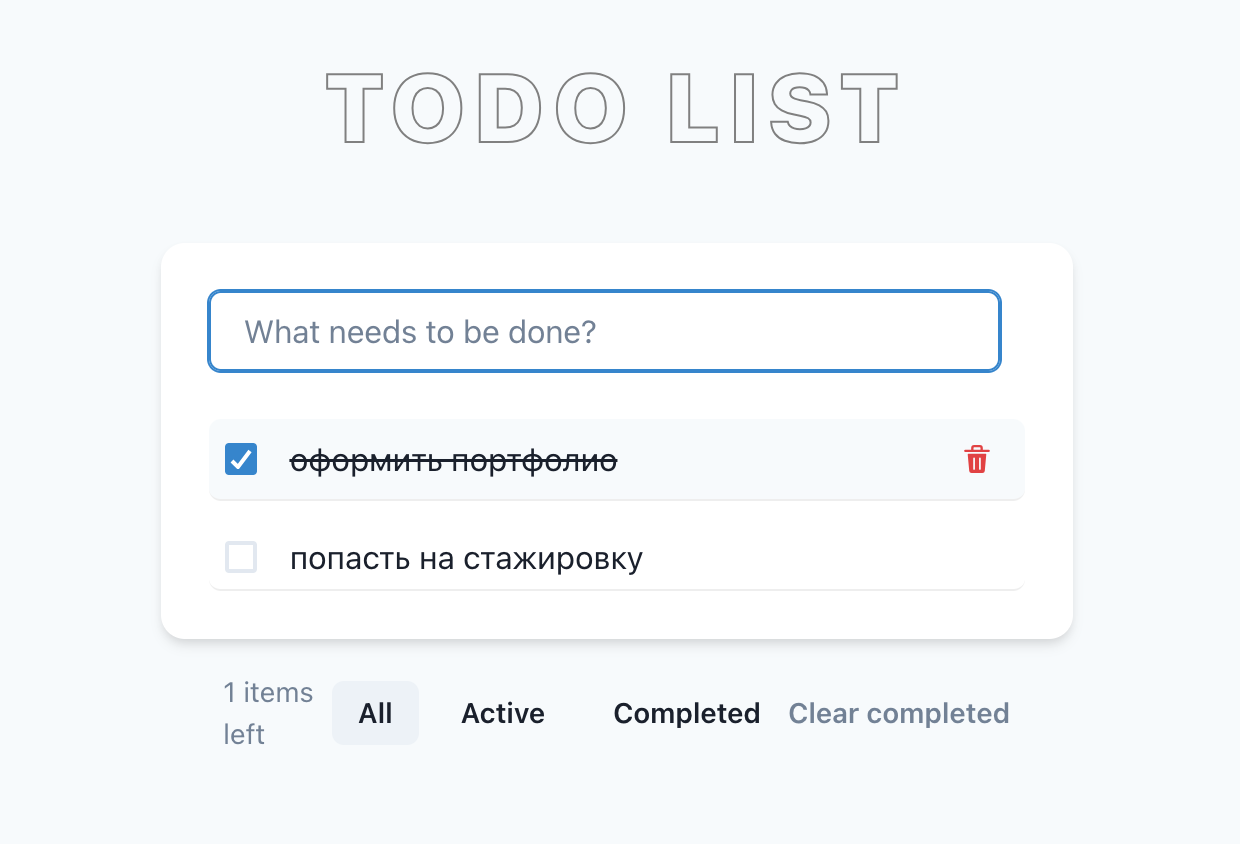 TODO LIST
What needs to be done?
оформить портфолио
попасть на стажировку
1 items
left
All
Active
Completed
Clear completed